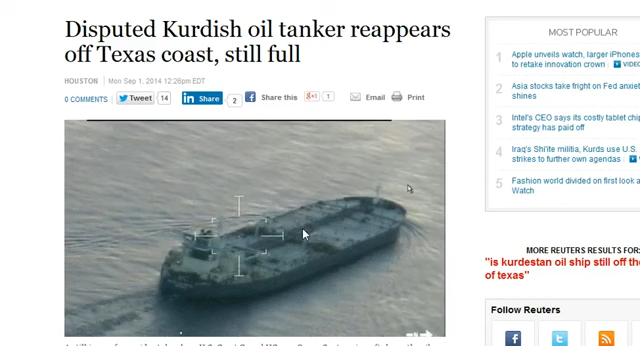 Disputed Kurdish oil tanker reappears
off Texas coast, still full
HOUSTON | Mon Sep 1, 2014 12:26pm EDT
0 COMMENTS
Tweet
14
Share
2
Share this
+1
1
Email
Print
MOST POPULAR
1
Apple unveils watch, larger iPhones
to retake innovation crown
VIDEO
2
Asia stocks take fright on Fed anxiet
shines
3
Intel's CEO says its costly tablet chip
strategy has paid off
4
Iraq's Shi'ite militia, Kurds use U.S.
strikes to further own agendas
5
Fashion world divided on first look a
Watch
MORE REUTERS RESULTS FOR:
"is kurdestan oil ship still off the
of texas"
Follow Reuters